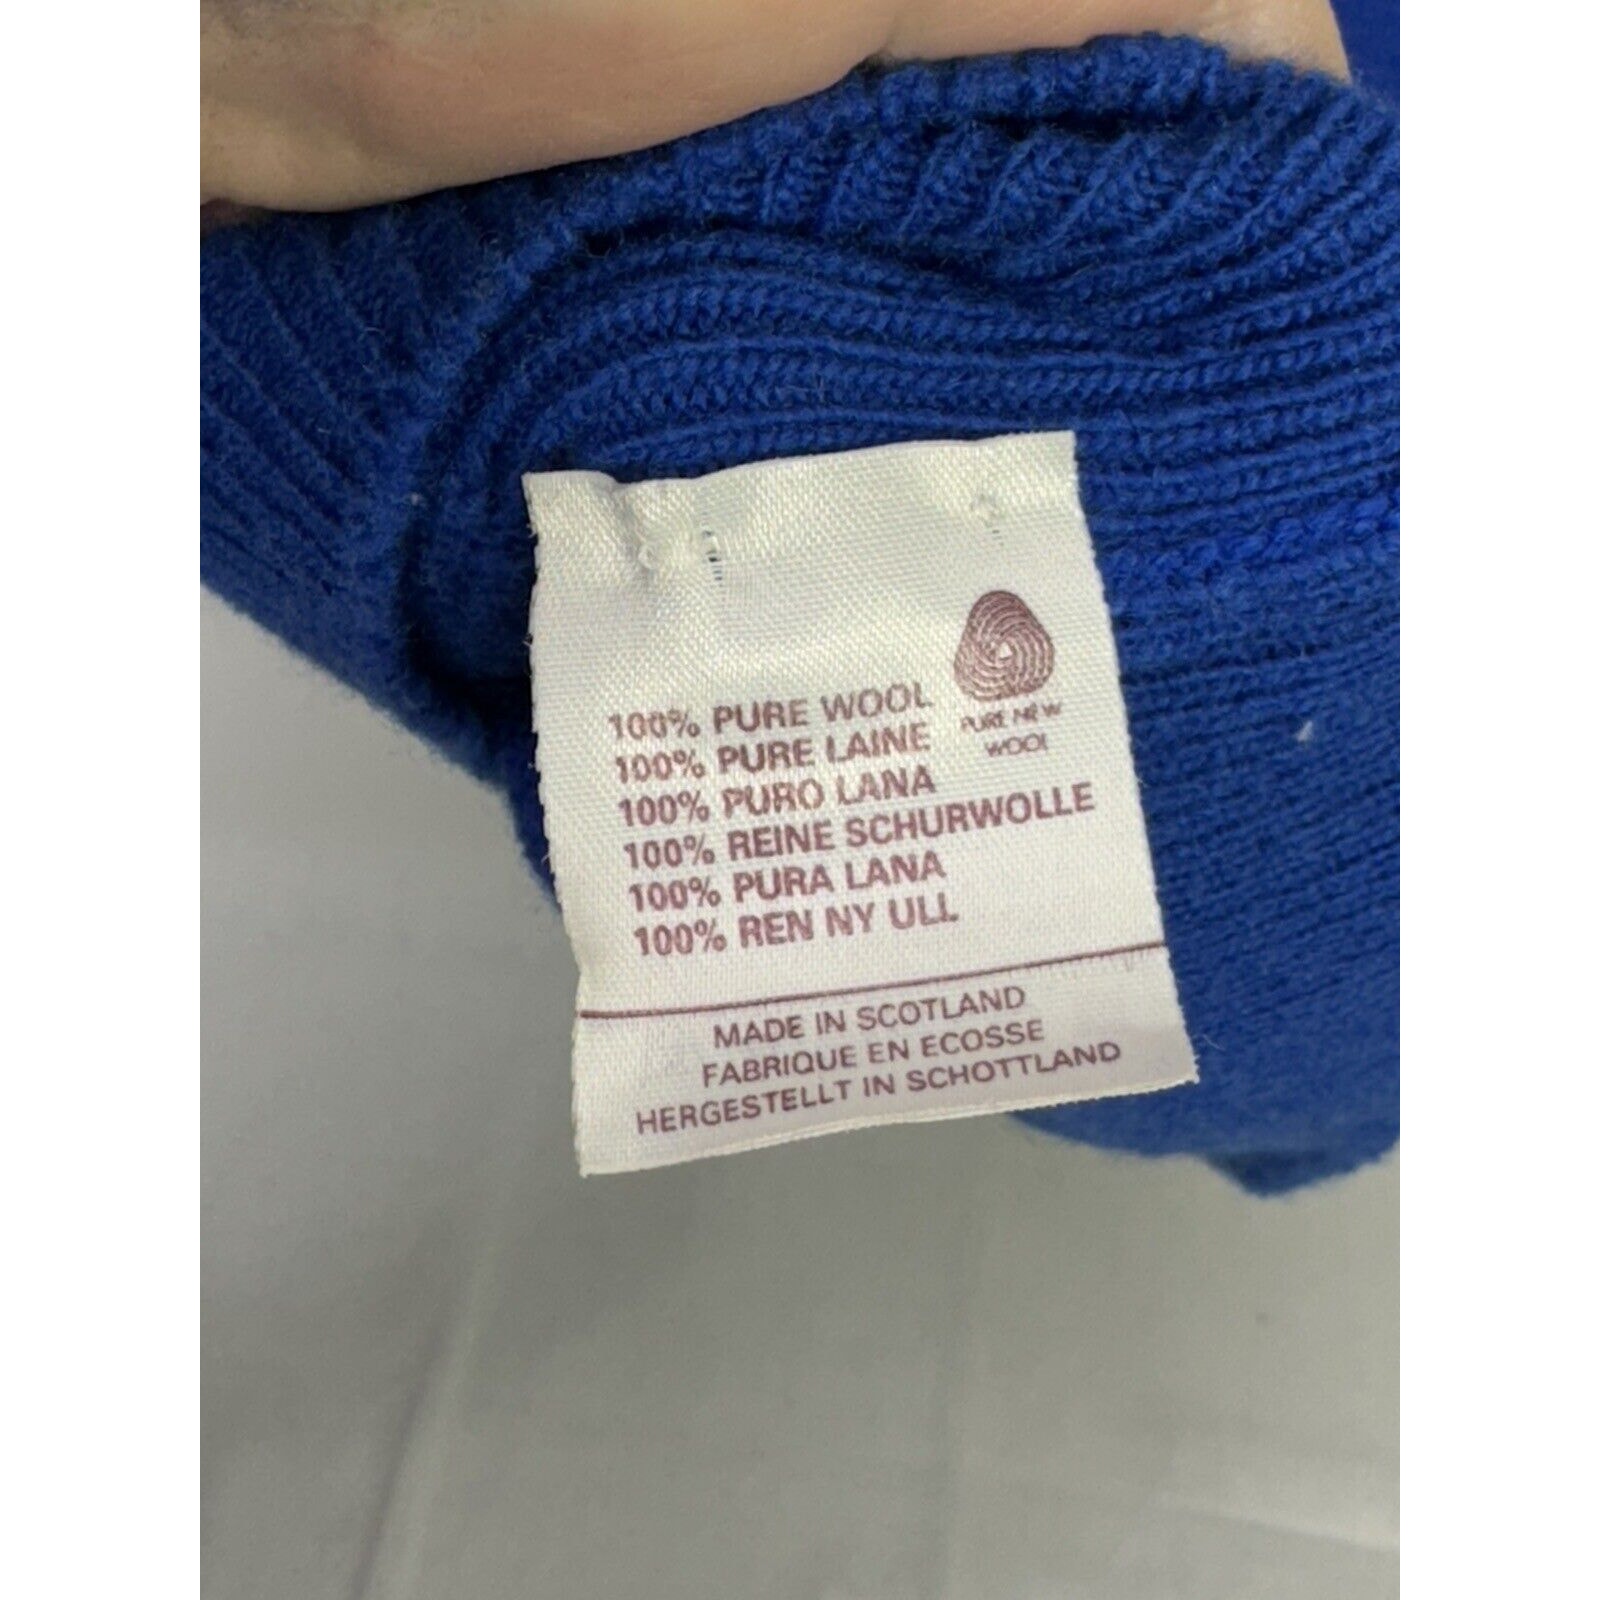 100% PURE WOOL
100% PURE LAINE
100% PURO LANA
100% REINE SCHURWOLLE
100% PURA LANA
100% REN NY ULL
PURE NEW
WOOL
MADE IN SCOTLAND
FABRIQUE EN ECOSSE
HERGESTELLT IN SCHOTTLAND